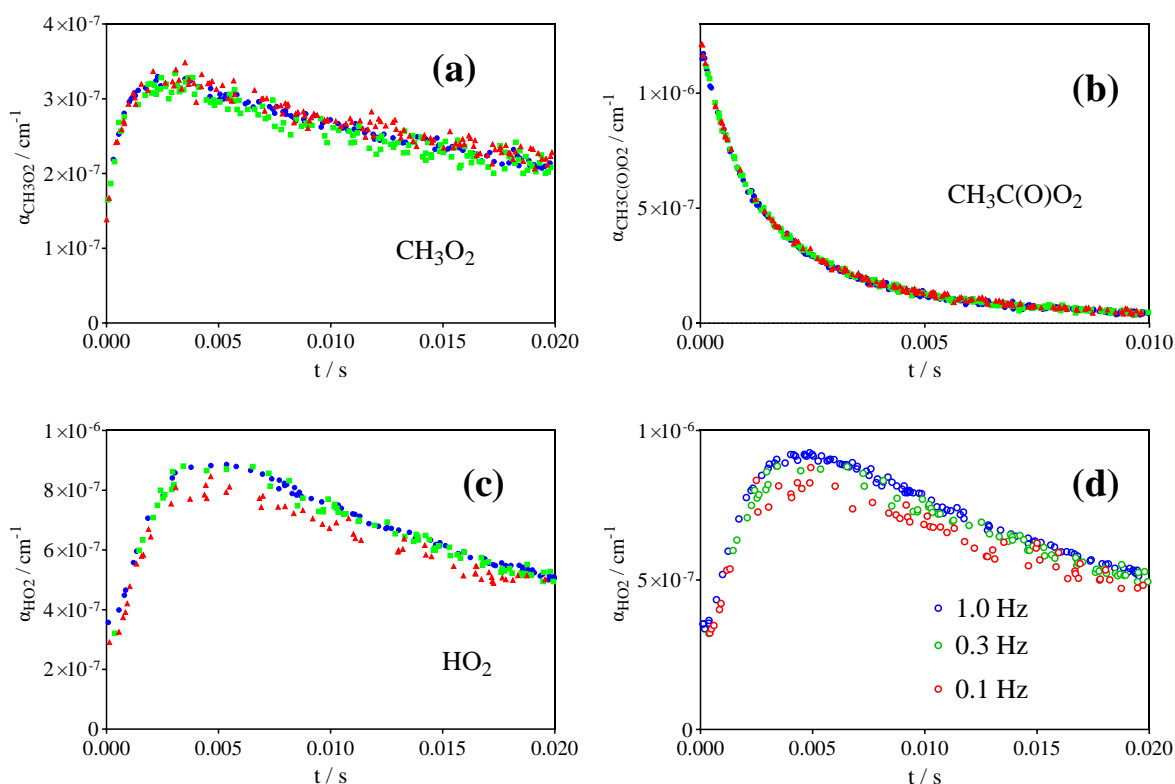 4×10⁻⁷
3×10⁻⁷
2×10⁻⁷
1×10⁻⁷
0
α_CH3O2 / cm⁻¹
(a)
CH₃O₂
0.000 0.005 0.010 0.015 0.020
t / s
1×10⁻⁶
5×10⁻⁷
0
α_CH3C(O)O2 / cm⁻¹
(b)
CH₃C(O)O₂
0.000 0.005 0.010
t / s
1×10⁻⁶
8×10⁻⁷
6×10⁻⁷
4×10⁻⁷
2×10⁻⁷
0
α_HO2 / cm⁻¹
(c)
HO₂
0.000 0.005 0.010 0.015 0.020
t / s
1×10⁻⁶
5×10⁻⁷
0
α_HO2 / cm⁻¹
(d)
1.0 Hz
0.3 Hz
0.1 Hz
0.000 0.005 0.010 0.015 0.020
t / s